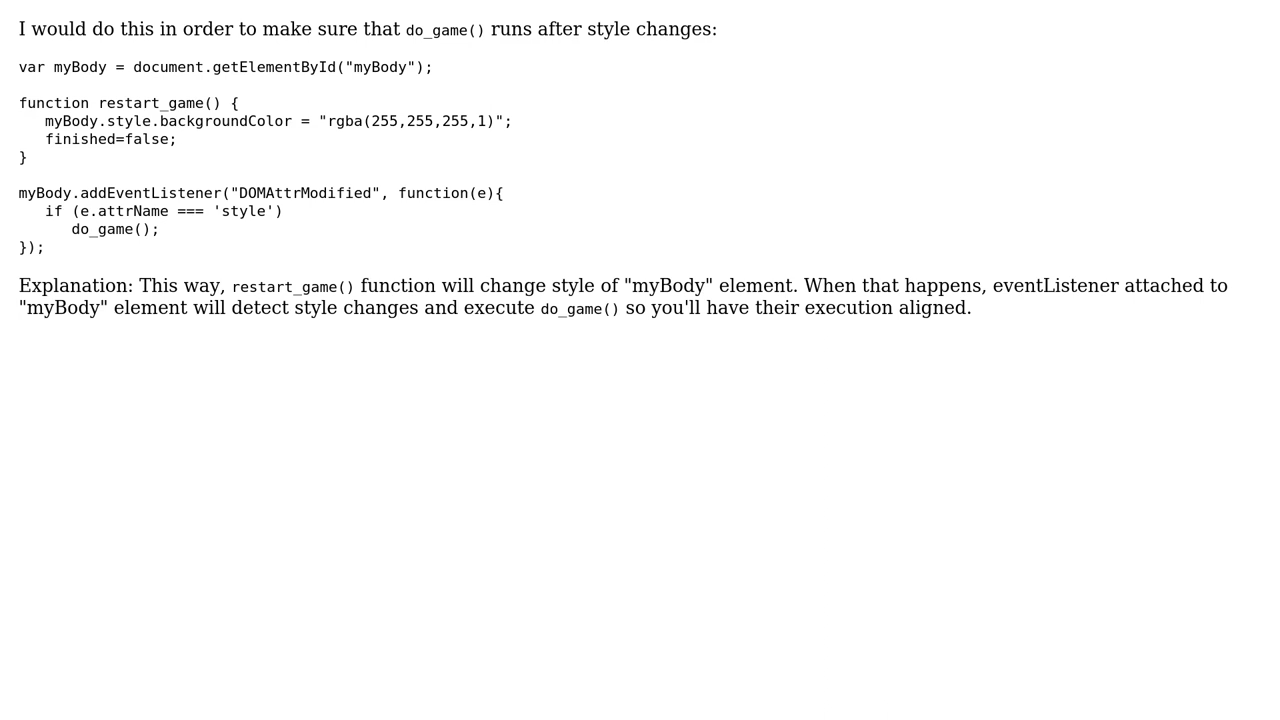 I would do this in order to make sure that do_game() runs after style changes:
var myBody = document.getElementById("myBody");
function restart_game() {
   myBody.style.backgroundColor = "rgba(255,255,255,1)";
   finished=false;
}
myBody.addEventListener("DOMAttrModified", function(e){
   if (e.attrName === 'style')
      do_game();
});
Explanation: This way, restart_game() function will change style of "myBody" element. When that happens, eventListener attached to
"myBody" element will detect style changes and execute do_game() so you'll have their execution aligned.